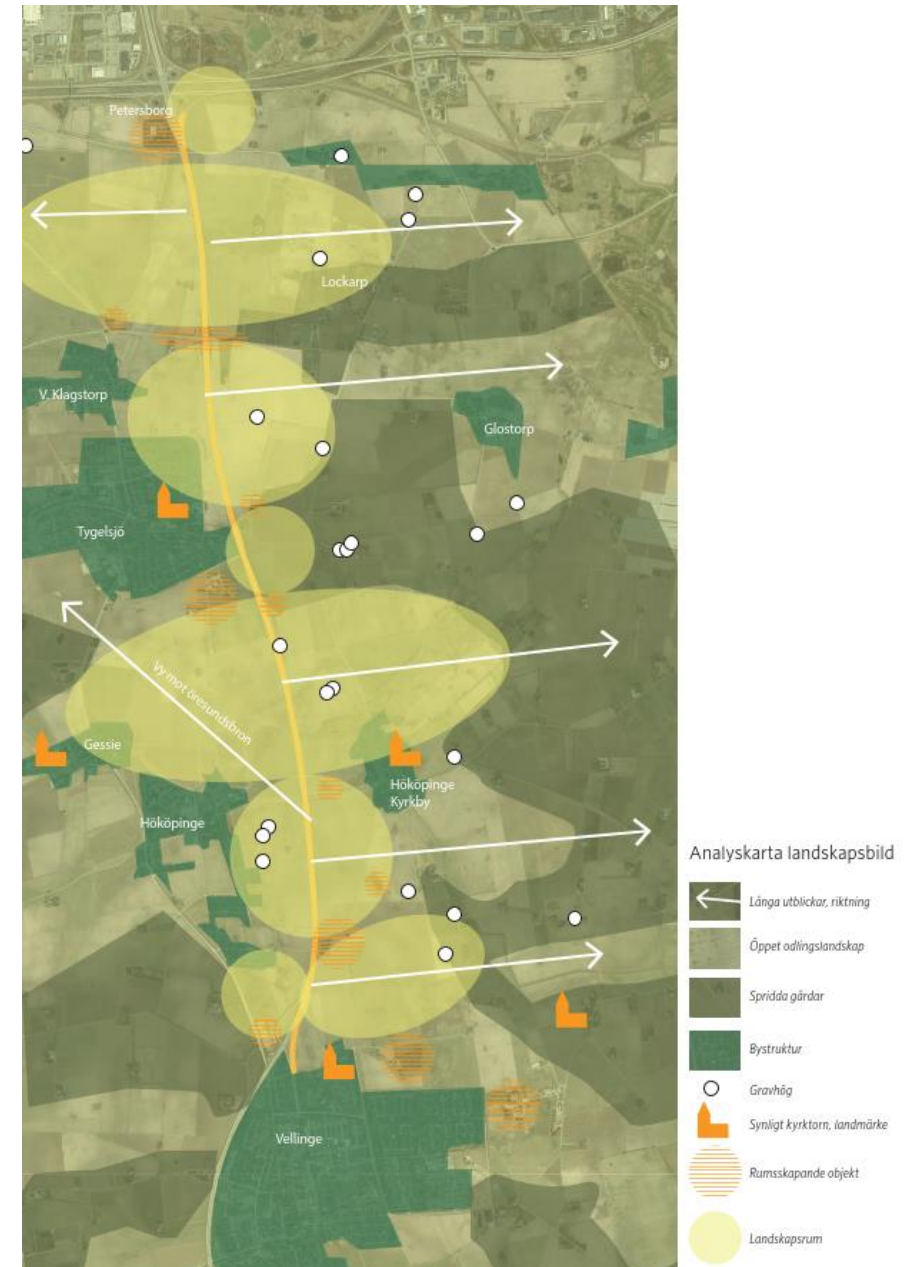 Petersborg
Lockarp
V. Klagstorp
Glostorp
Tygelsjö
Vy mot öresundsbron
Gessie
Hököpinge
Kyrkby
Hököpinge
Vellinge
Analyskarta landskapsbild
Långa utblickar, riktning
Öppet odlingslandskap
Spridda gårdar
Bystruktur
Gravhög
Synligt kyrktorn, landmärke
Rumsskapande objekt
Landskapsrum